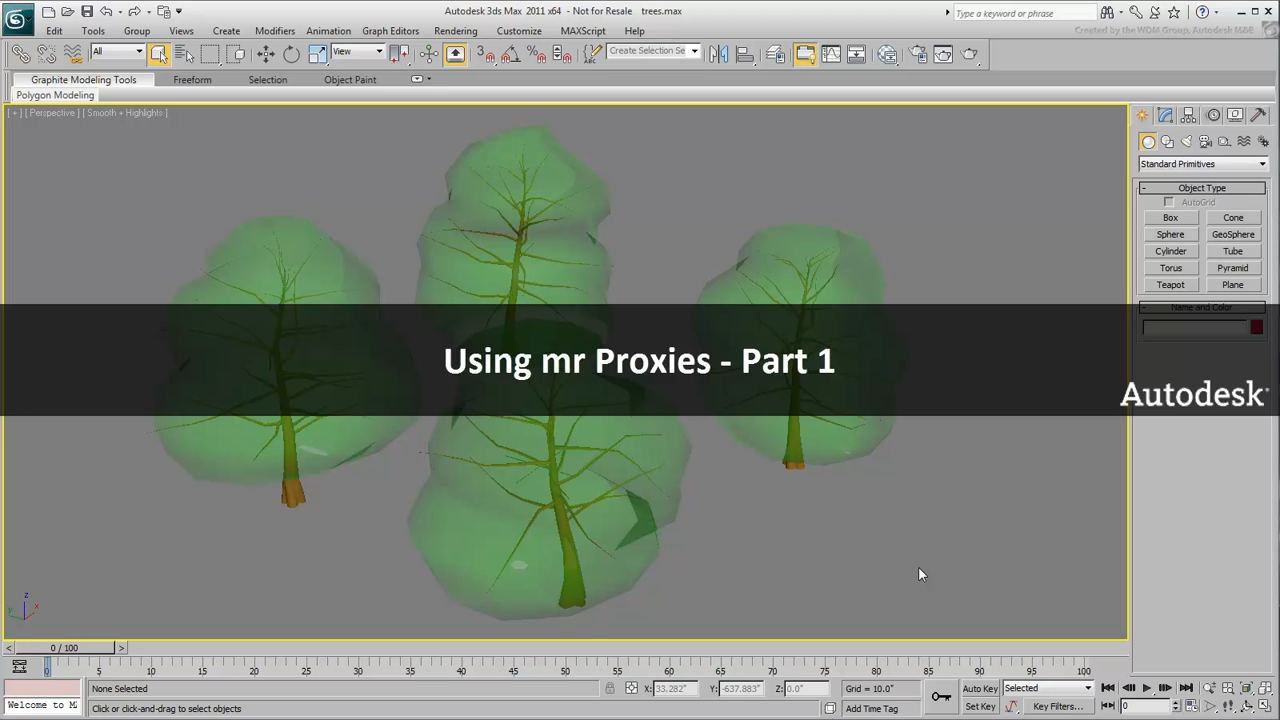 Autodesk 3ds Max 2011 x64 - Not for Resale trees.max
Type a keyword or phrase
Edit Tools Group Views Create Modifiers Animation Graph Editors Rendering Customize MAXScript Help
Created by the WDM Group, Autodesk M&E
All View Create Selection Se
Graphite Modeling Tools Freeform Selection Object Paint
Polygon Modeling
[ + ] [ Perspective ] [ Smooth + Highlights ]
Standard Primitives
- Object Type
AutoGrid
Box Cone
Sphere GeoSphere
Cylinder Tube
Torus Pyramid
Teapot Plane
- Name and Color
Using mr Proxies - Part 1
Autodesk
z
x
y
< 0 / 100 >
0 5 10 15 20 25 30 35 40 45 50 55 60 65 70 75 80 85 90 95 100
None Selected X: 33.282" Y: -637.883" Z: 0.0" Grid = 10.0" Auto Key Selected
Welcome to M Click or click-and-drag to select objects Add Time Tag Set Key Key Filters... 0